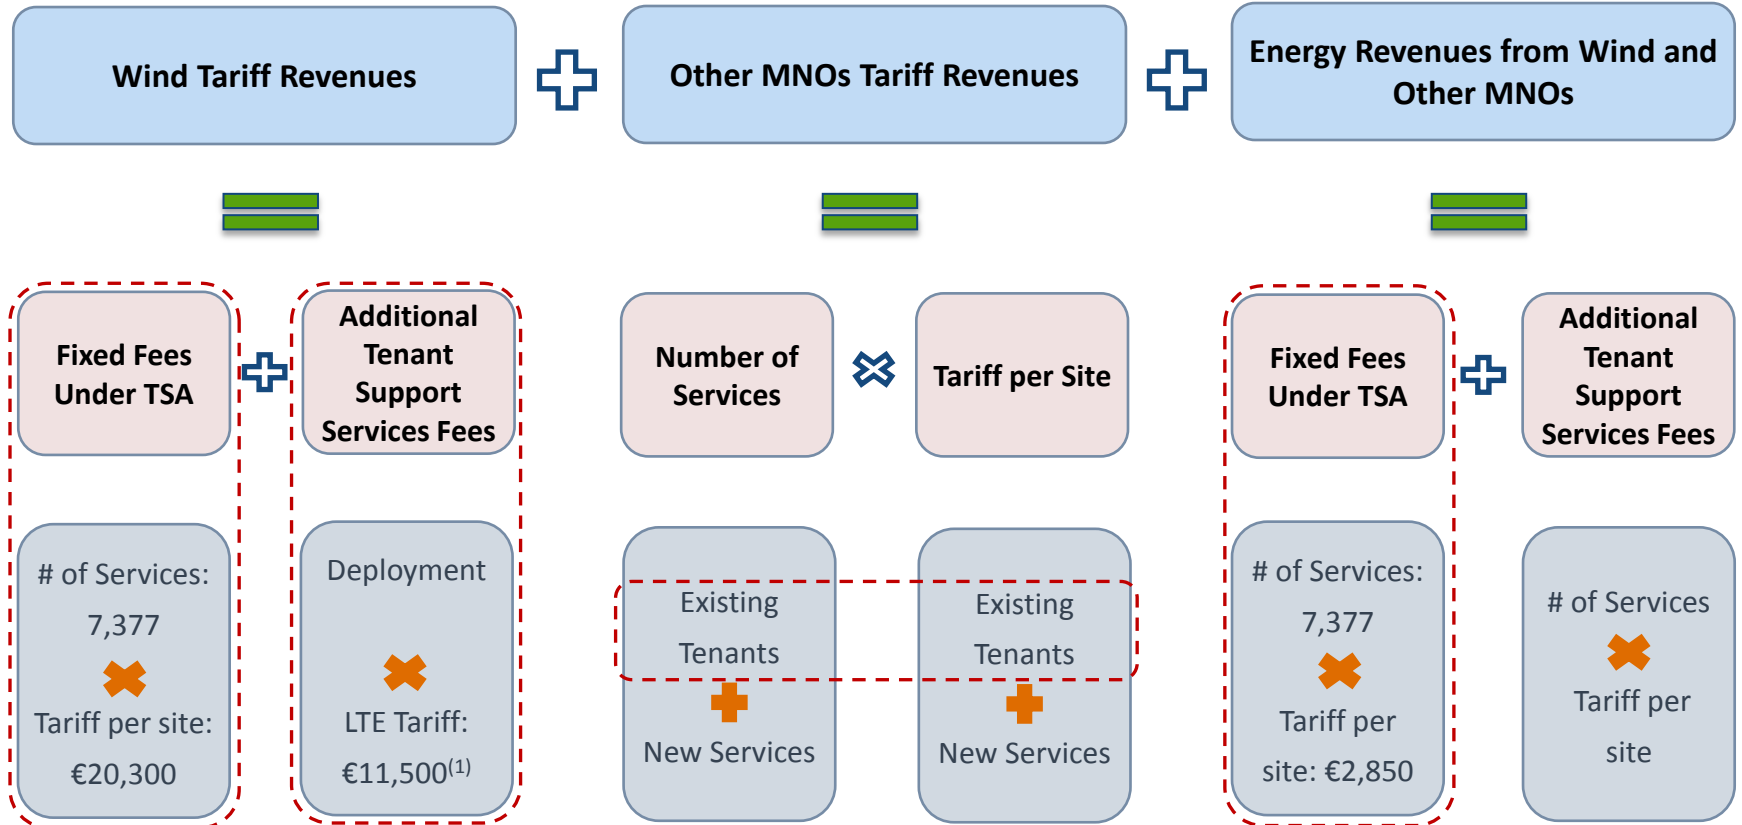 Wind Tariff Revenues
Other MNOs Tariff Revenues
Energy Revenues from Wind and
Other MNOs
Fixed Fees
Under TSA
Additional
Tenant
Support
Services Fees
Number of
Services
Tariff per Site
Fixed Fees
Under TSA
Additional
Tenant
Support
Services Fees
# of Services:
7,377
Tariff per site:
€20,300
Deployment
LTE Tariff:
€11,500(1)
Existing
Tenants
New Services
Existing
Tenants
New Services
# of Services:
7,377
Tariff per
site: €2,850
# of Services
Tariff per
site